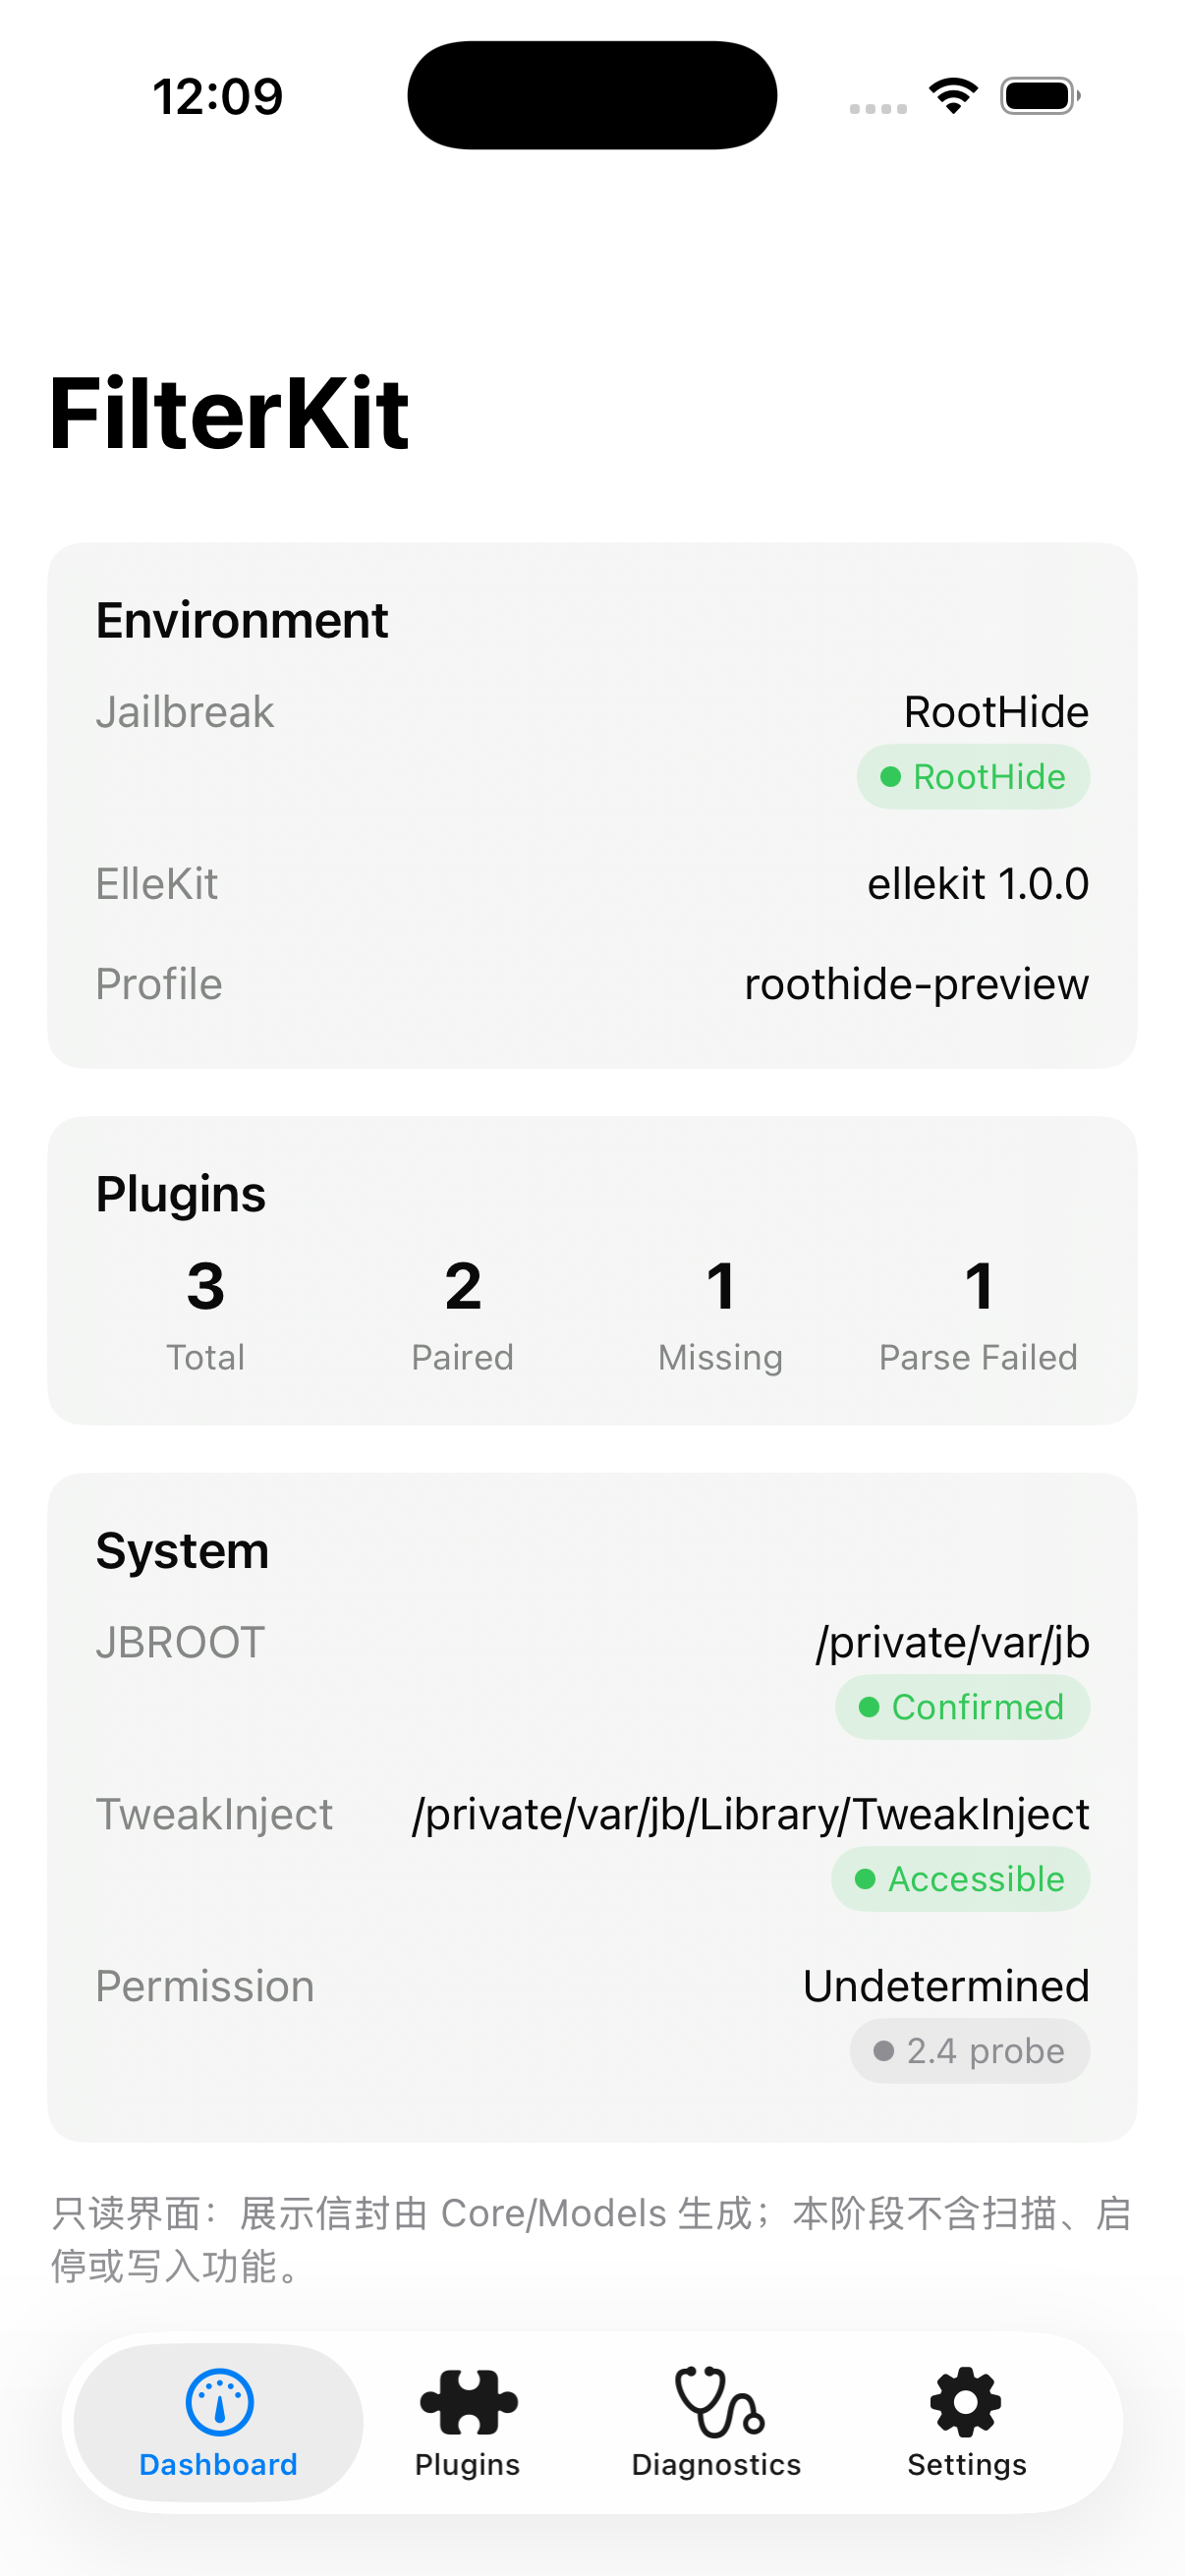 12:09
FilterKit
Environment
Jailbreak RootHide
RootHide
ElleKit ellekit 1.0.0
Profile roothide-preview
Plugins
3 2 1 1
Total Paired Missing Parse Failed
System
JBROOT /private/var/jb
Confirmed
TweakInject /private/var/jb/Library/TweakInject
Accessible
Permission Undetermined
2.4 probe
只读界面：展示信封由 Core/Models 生成；本阶段不含扫描、启
停或写入功能。
Dashboard Plugins Diagnostics Settings